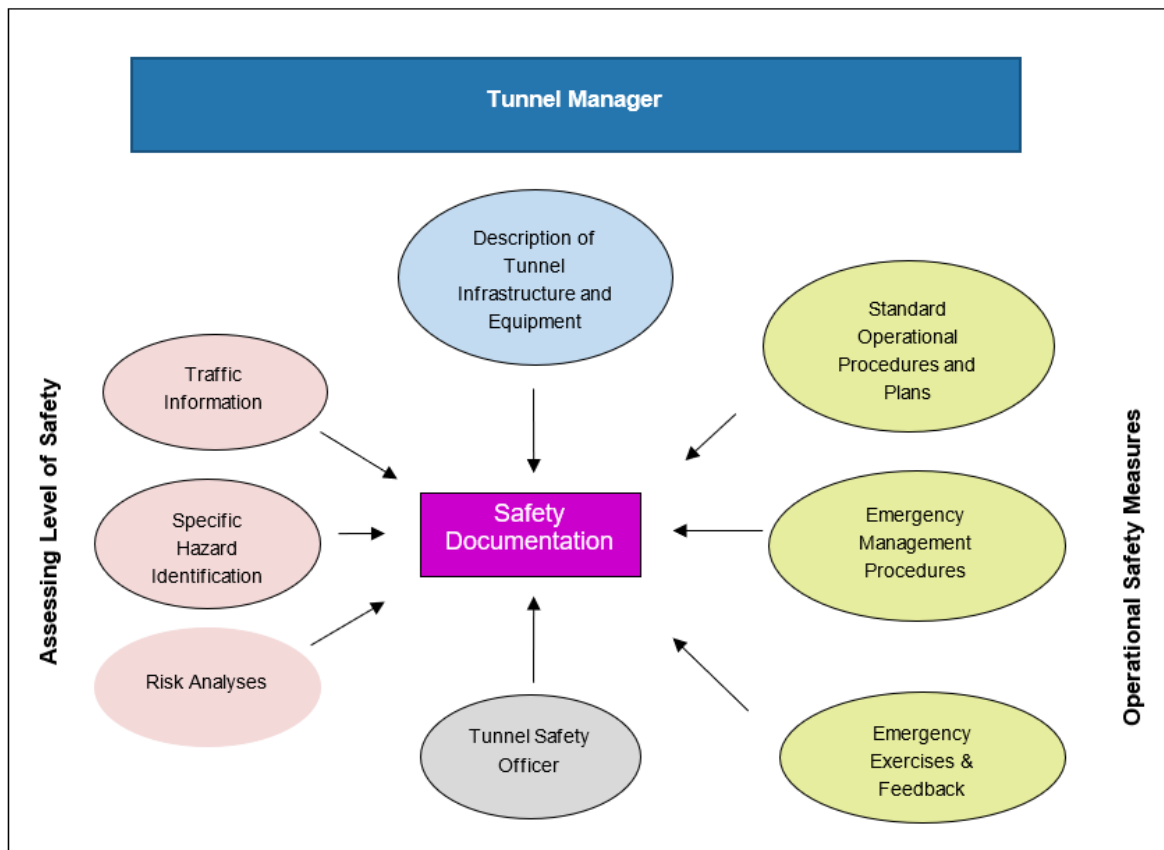 Tunnel Manager
Description of
Tunnel
Infrastructure and
Equipment
Standard
Operational
Procedures and
Plans
Traffic
Information
Assessing Level of Safety
Operational Safety Measures
Safety
Documentation
Specific
Hazard
Identification
Emergency
Management
Procedures
Risk Analyses
Tunnel Safety
Officer
Emergency
Exercises &
Feedback